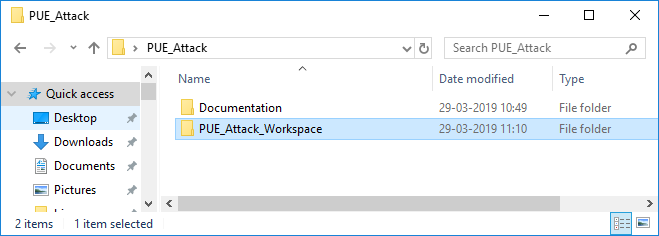 PUE_Attack
PUE_Attack
Search PUE_Attack
Name Date modified Type
Quick access
Desktop
Downloads
Documents
Pictures
Documentation 29-03-2019 10:49 File folder
PUE_Attack_Workspace 29-03-2019 11:10 File folder
2 items 1 item selected